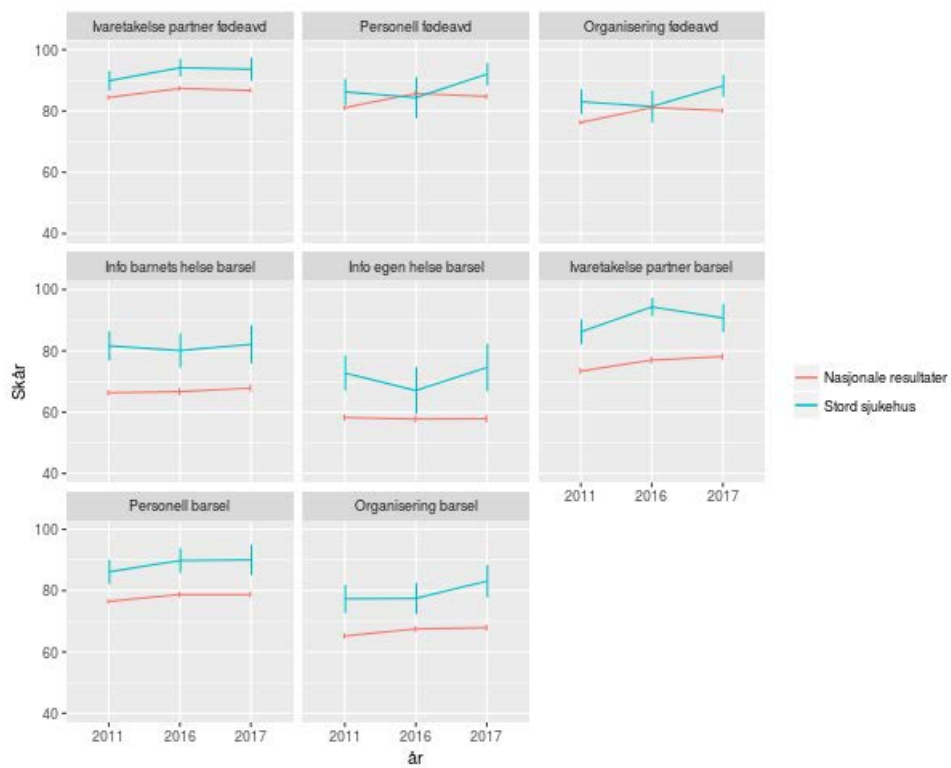 Ivaretakelse partner fødeavd
Personell fødeavd
Organisering fødeavd
100
80
60
40
Info barnets helse barsel
Info egen helse barsel
Ivaretakelse partner barsel
100
80
60
40
2011 2016 2017
Personell barsel
Organisering barsel
100
80
60
40
2011 2016 2017
2011 2016 2017
Skår
år
Nasjonale resultater
Stord sjukehus